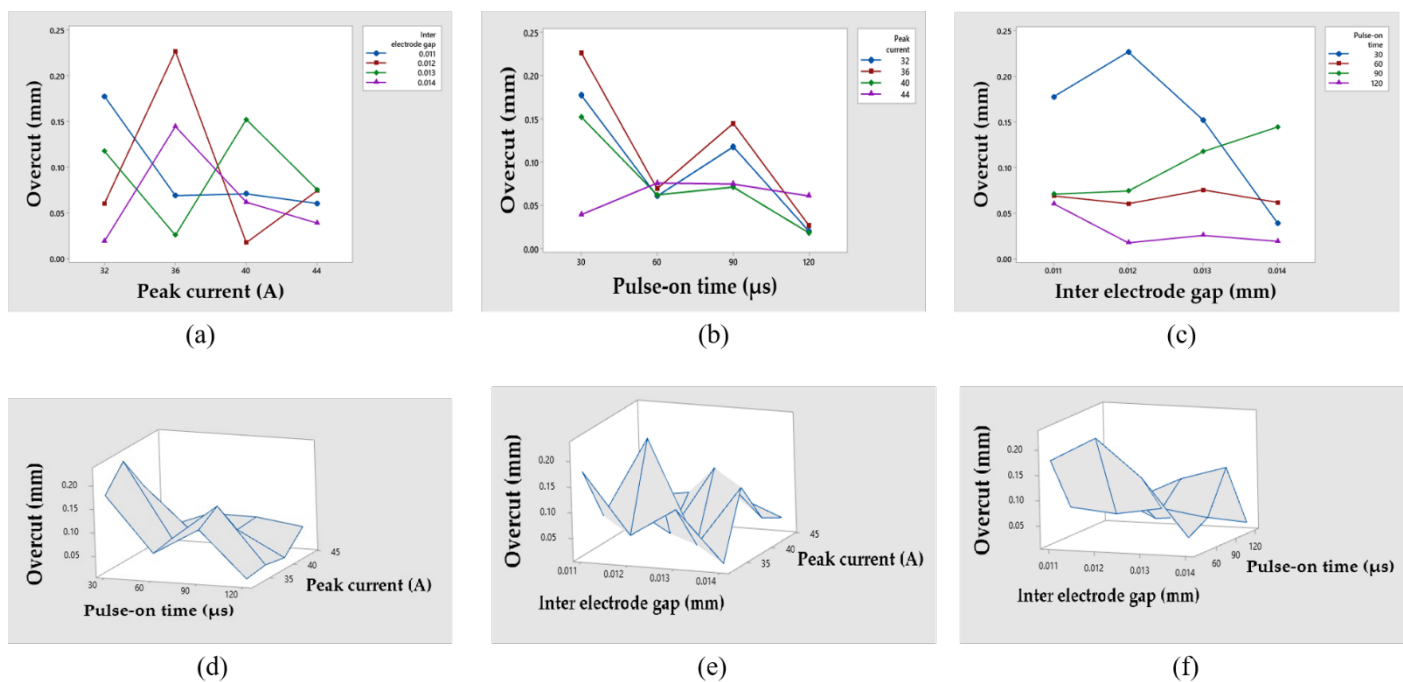 0.25
0.20
0.15
0.10
0.05
0.00
Overcut (mm)
32
36
40
44
Peak current (A)
Inter
electrode gap
0.011
0.012
0.013
0.014
(a)
0.25
0.20
0.15
0.10
0.05
0.00
Overcut (mm)
30
60
90
120
Pulse-on time (μs)
Peak
current
32
36
40
44
(b)
0.25
0.20
0.15
0.10
0.05
0.00
Overcut (mm)
0.011
0.012
0.013
0.014
Inter electrode gap (mm)
Pulse-on
time
30
60
90
120
(c)
Overcut (mm)
0.20
0.15
0.10
0.05
30
60
90
120
Pulse-on time (μs)
35
40
45
Peak current (A)
(d)
Overcut (mm)
0.20
0.15
0.10
0.05
0.011
0.012
0.013
0.014
Inter electrode gap (mm)
35
40
45
Peak current (A)
(e)
Overcut (mm)
0.20
0.15
0.10
0.05
0.011
0.012
0.013
0.014
Inter electrode gap (mm)
60
90
120
Pulse-on time (μs)
(f)